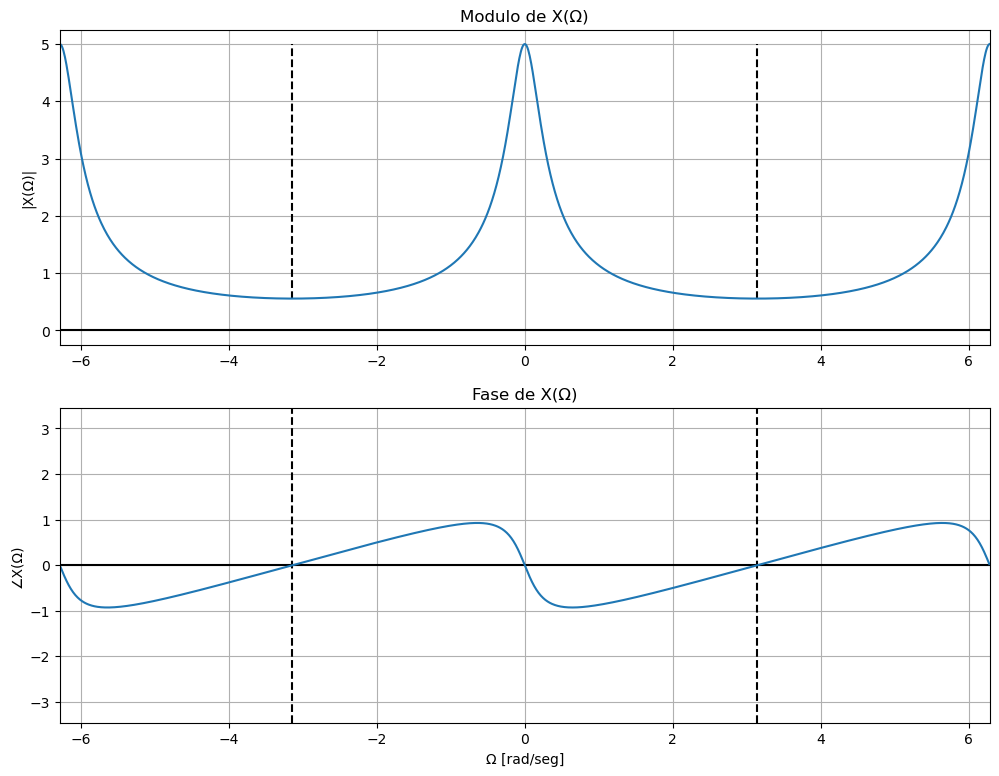 Modulo de X(Ω)
|X(Ω)|
5
4
3
2
1
0
−6 −4 −2 0 2 4 6
Fase de X(Ω)
∠X(Ω)
3
2
1
0
−1
−2
−3
−6 −4 −2 0 2 4 6
Ω [rad/seg]